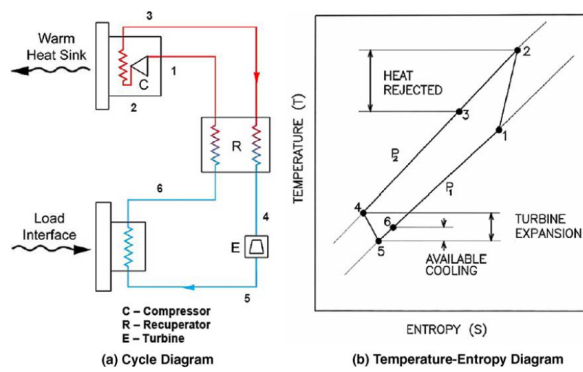 3
Warm
Heat Sink
1
C
2
R
6
4
Load
Interface
E
5
C – Compressor
R – Recuperator
E – Turbine
(a) Cycle Diagram
TEMPERATURE (T)
2
HEAT
REJECTED
3
1
P2
P1
4
6
5
TURBINE
EXPANSION
AVAILABLE
COOLING
ENTROPY (S)
(b) Temperature-Entropy Diagram